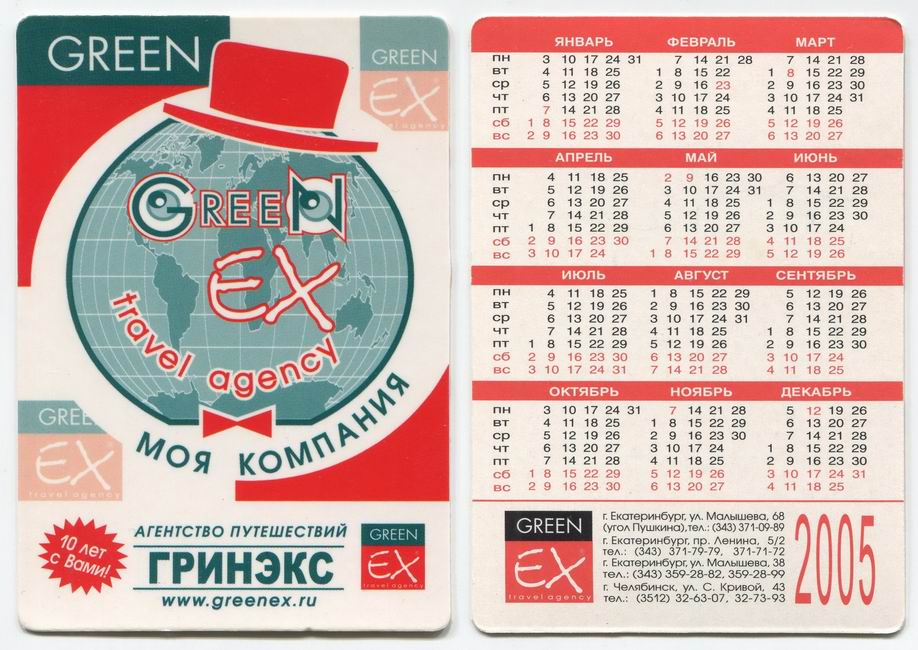 GREEN
GREEN
EX
travel agency
GREEN
EX
travel agency
МОЯ КОМПАНИЯ
GREE
EX
travel agency
10 лет
с Вами!
АГЕНТСТВО ПУТЕШЕСТВИЙ
ГРИНЭКС
www.greenex.ru
GREEN
EX
travel agency
ЯНВАРЬ ФЕВРАЛЬ МАРТ
пн 3 10 17 24 31 7 14 21 28 7 14 21 28
вт 4 11 18 25 1 8 15 22 1 8 15 22 29
ср 5 12 19 26 2 9 16 23 2 9 16 23 30
чт 6 13 20 27 3 10 17 24 3 10 17 24 31
пт 7 14 21 28 4 11 18 25 4 11 18 25
сб 1 8 15 22 29 5 12 19 26 5 12 19 26
вс 2 9 16 23 30 6 13 20 27 6 13 20 27
АПРЕЛЬ МАЙ ИЮНЬ
пн 4 11 18 25 2 9 16 23 30 6 13 20 27
вт 5 12 19 26 3 10 17 24 31 7 14 21 28
ср 6 13 20 27 4 11 18 25 1 8 15 22 29
чт 7 14 21 28 5 12 19 26 2 9 16 23 30
пт 1 8 15 22 29 6 13 20 27 3 10 17 24
сб 2 9 16 23 30 7 14 21 28 4 11 18 25
вс 3 10 17 24 1 8 15 22 29 5 12 19 26
ИЮЛЬ АВГУСТ СЕНТЯБРЬ
пн 4 11 18 25 1 8 15 22 29 5 12 19 26
вт 5 12 19 26 2 9 16 23 30 6 13 20 27
ср 6 13 20 27 3 10 17 24 31 7 14 21 28
чт 7 14 21 28 4 11 18 25 1 8 15 22 29
пт 1 8 15 22 29 5 12 19 26 2 9 16 23 30
сб 2 9 16 23 30 6 13 20 27 3 10 17 24
вс 3 10 17 24 31 7 14 21 28 4 11 18 25
ОКТЯБРЬ НОЯБРЬ ДЕКАБРЬ
пн 3 10 17 24 31 7 14 21 28 5 12 19 26
вт 4 11 18 25 1 8 15 22 29 6 13 20 27
ср 5 12 19 26 2 9 16 23 30 7 14 21 28
чт 6 13 20 27 3 10 17 24 1 8 15 22 29
пт 7 14 21 28 4 11 18 25 2 9 16 23 30
сб 1 8 15 22 29 5 12 19 26 3 10 17 24 31
вс 2 9 16 23 30 6 13 20 27 4 11 18 25
GREEN
EX
travel agency
г. Екатеринбург, ул. Малышева, 68
(угол Пушкина),тел.: (343) 371-09-89
г. Екатеринбург, пр. Ленина, 5/2
тел.: (343) 371-79-79, 371-71-72
г. Екатеринбург, ул. Малышева, 38
тел.: (343) 359-28-82, 359-28-99
г. Челябинск, ул. С. Кривой, 43
тел.: (3512) 32-63-07, 32-73-93
2005